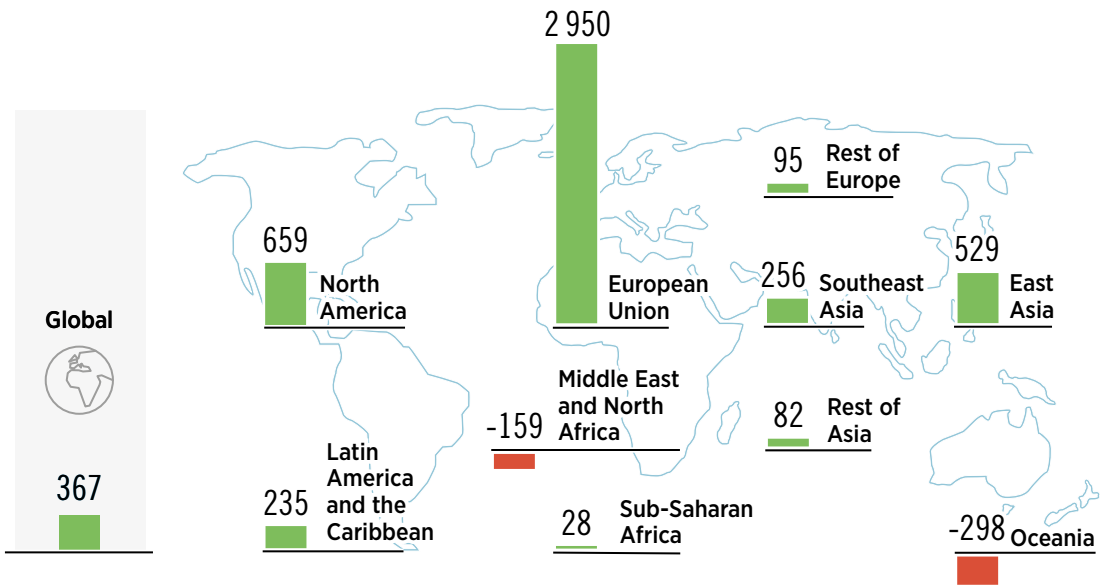 Global
367
659
North
America
235
Latin
America
and the
Caribbean
2 950
European
Union
-159
Middle East
and North
Africa
28
Sub-Saharan
Africa
95
Rest of
Europe
256
Southeast
Asia
82
Rest of
Asia
529
East
Asia
-298
Oceania